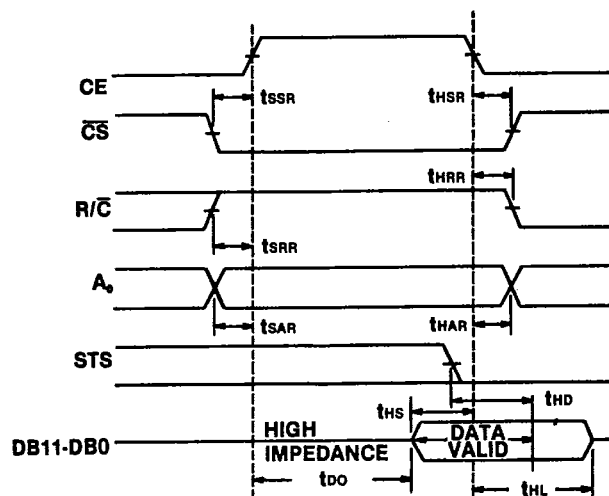 CE
tSSR
tHSR
C̅S̅
tHRR
R/C̅
tSRR
A₀
tSAR
tHAR
STS
tHS
tHD
DB11-DB0
HIGH
IMPEDANCE
DATA
VALID
tDO
tHL